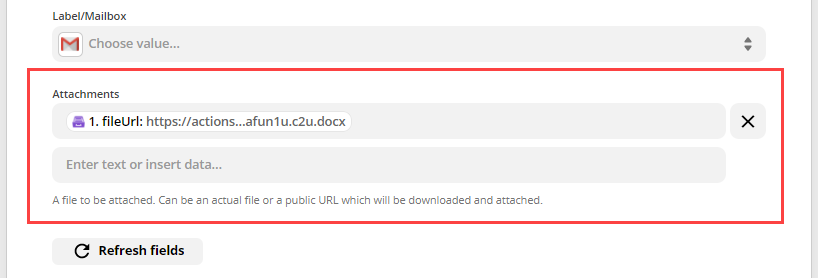 Label/Mailbox
Choose value...
Attachments
1. fileUrl: https://actions...afun1u.c2u.docx
Enter text or insert data...
A file to be attached. Can be an actual file or a public URL which will be downloaded and attached.
Refresh fields